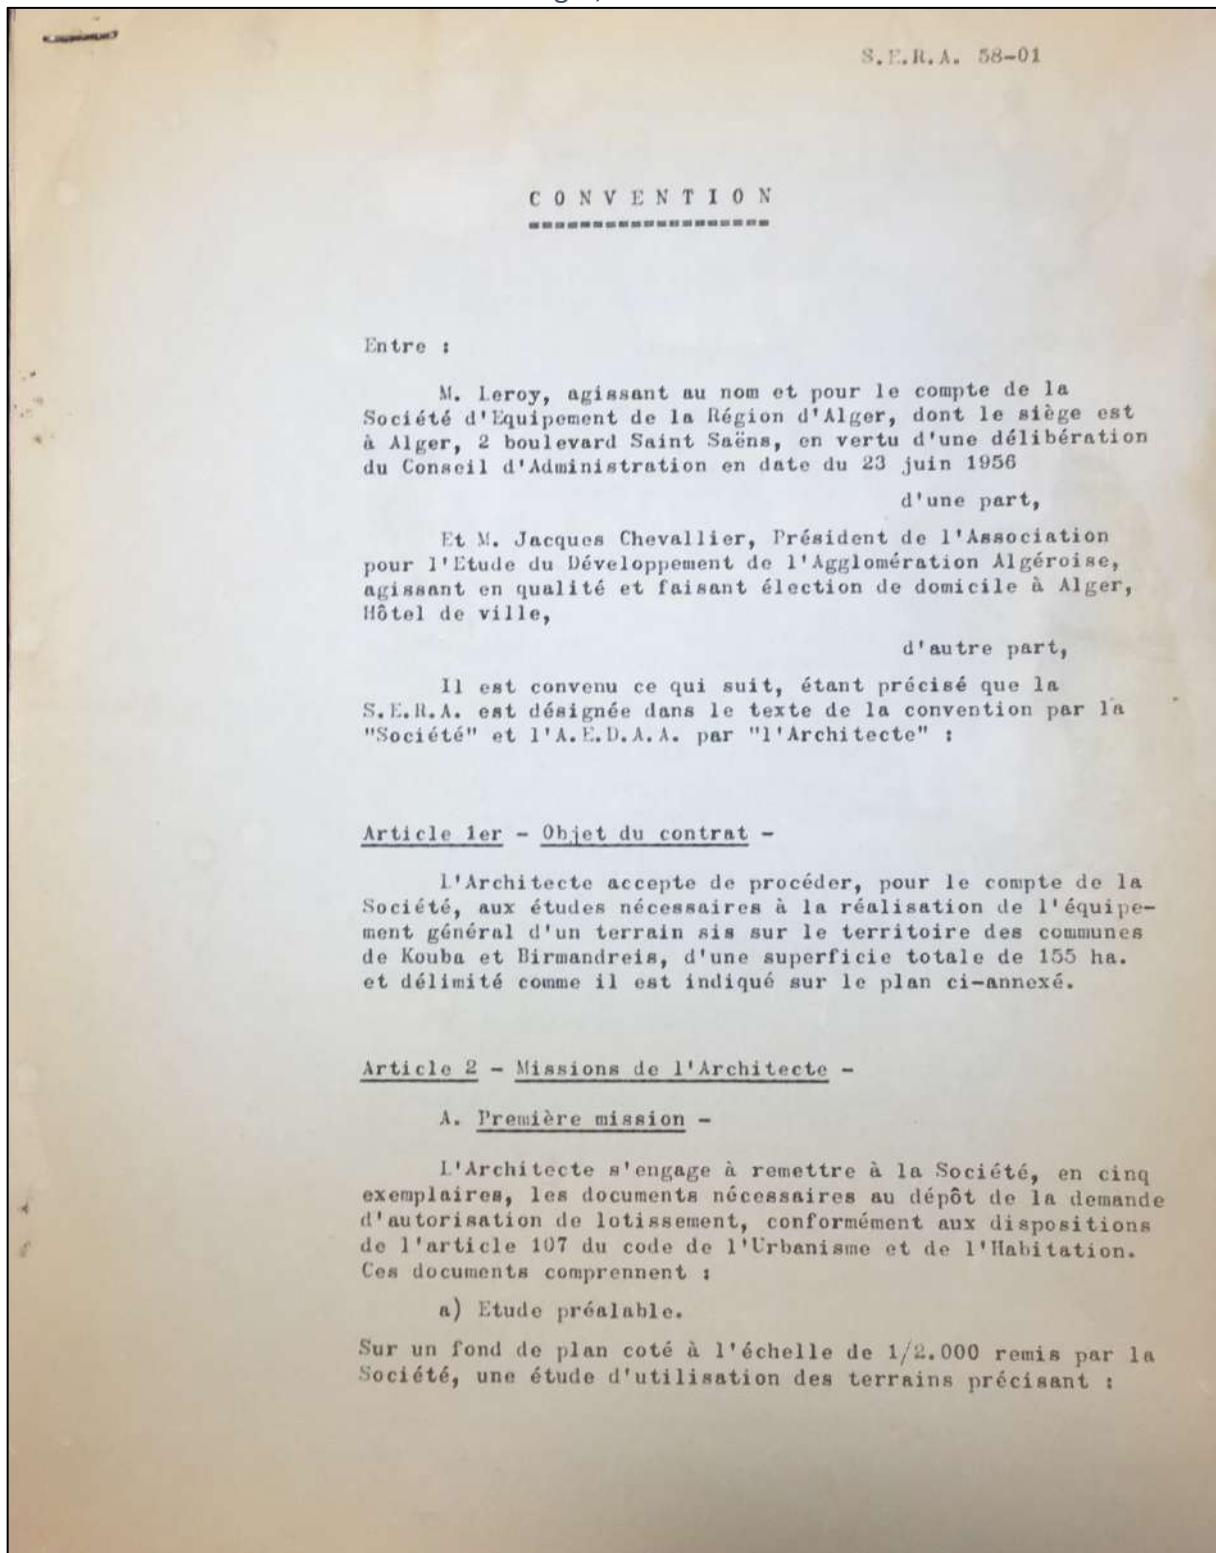 S.E.R.A. 58-01
CONVENTION
Entre :
M. Leroy, agissant au nom et pour le compte de la
Société d'Equipement de la Région d'Alger, dont le siège est
à Alger, 2 boulevard Saint Saëns, en vertu d'une délibération
du Conseil d'Administration en date du 23 juin 1956
d'une part,
Et M. Jacques Chevallier, Président de l'Association
pour l'Etude du Développement de l'Agglomération Algéroise,
agissant en qualité et faisant élection de domicile à Alger,
Hôtel de ville,
d'autre part,
Il est convenu ce qui suit, étant précisé que la
S.E.R.A. est désignée dans le texte de la convention par la
"Société" et l'A.E.D.A.A. par "l'Architecte" :
Article 1er - Objet du contrat -
L'Architecte accepte de procéder, pour le compte de la
Société, aux études nécessaires à la réalisation de l'équipe-
ment général d'un terrain sis sur le territoire des communes
de Kouba et Birmandreis, d'une superficie totale de 155 ha.
et délimité comme il est indiqué sur le plan ci-annexé.
Article 2 - Missions de l'Architecte -
A. Première mission -
L'Architecte s'engage à remettre à la Société, en cinq
exemplaires, les documents nécessaires au dépôt de la demande
d'autorisation de lotissement, conformément aux dispositions
de l'article 107 du code de l'Urbanisme et de l'Habitation.
Ces documents comprennent :
a) Etude préalable.
Sur un fond de plan coté à l'échelle de 1/2.000 remis par la
Société, une étude d'utilisation des terrains précisant :